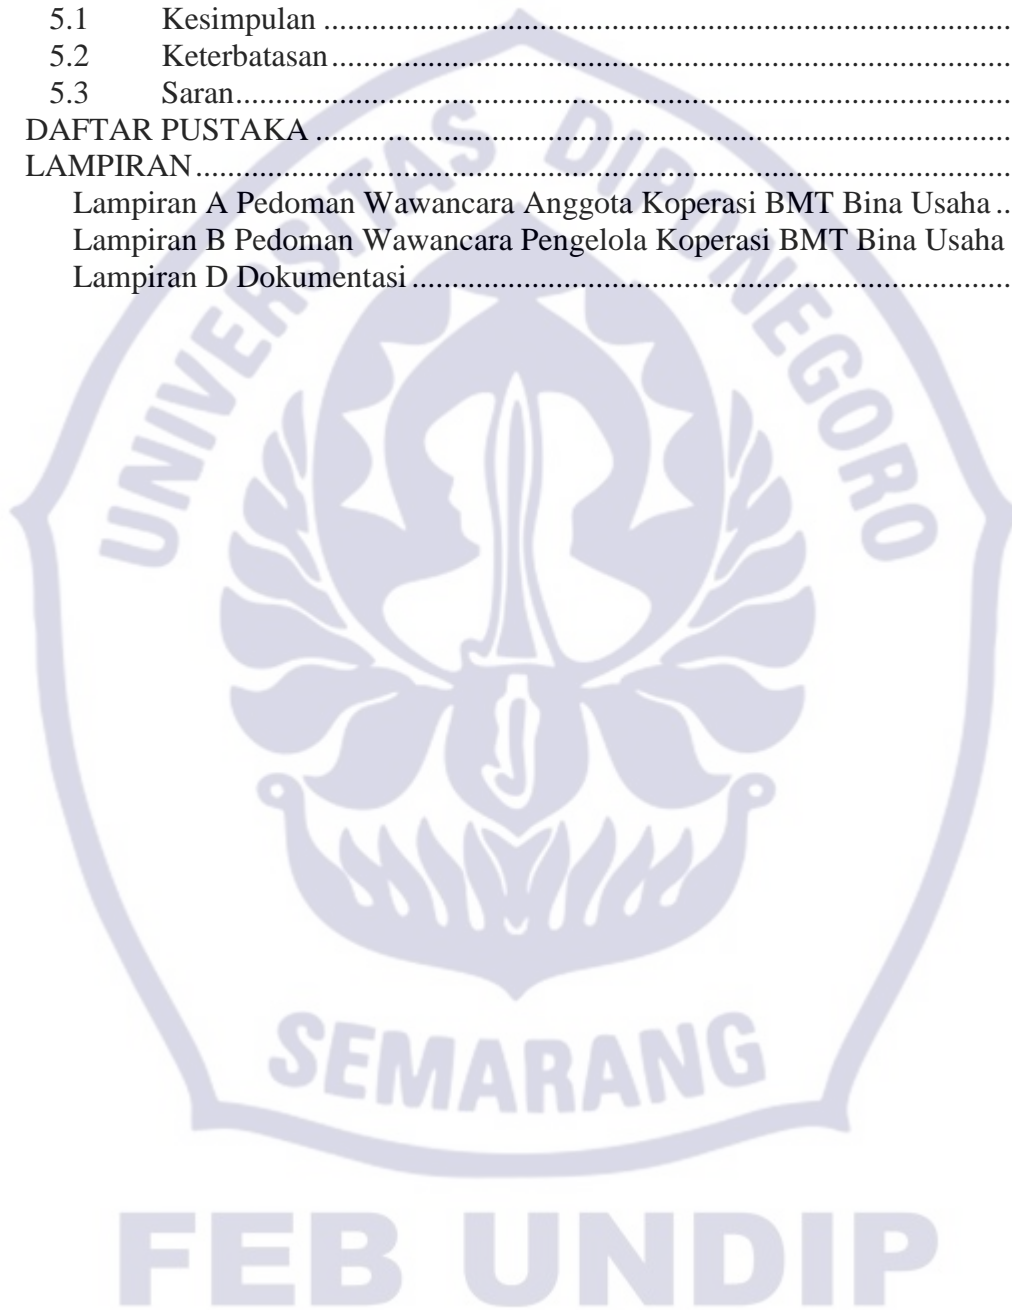 5.1 Kesimpulan ........................................................................
5.2 Keterbatasan .......................................................................
5.3 Saran.................................................................................
DAFTAR PUSTAKA .........................................................................
LAMPIRAN.....................................................................................
Lampiran A Pedoman Wawancara Anggota Koperasi BMT Bina Usaha ..
Lampiran B Pedoman Wawancara Pengelola Koperasi BMT Bina Usaha
Lampiran D Dokumentasi ...............................................................
UNIVERSITAS DIPONEGORO
SEMARANG
FEB UNDIP